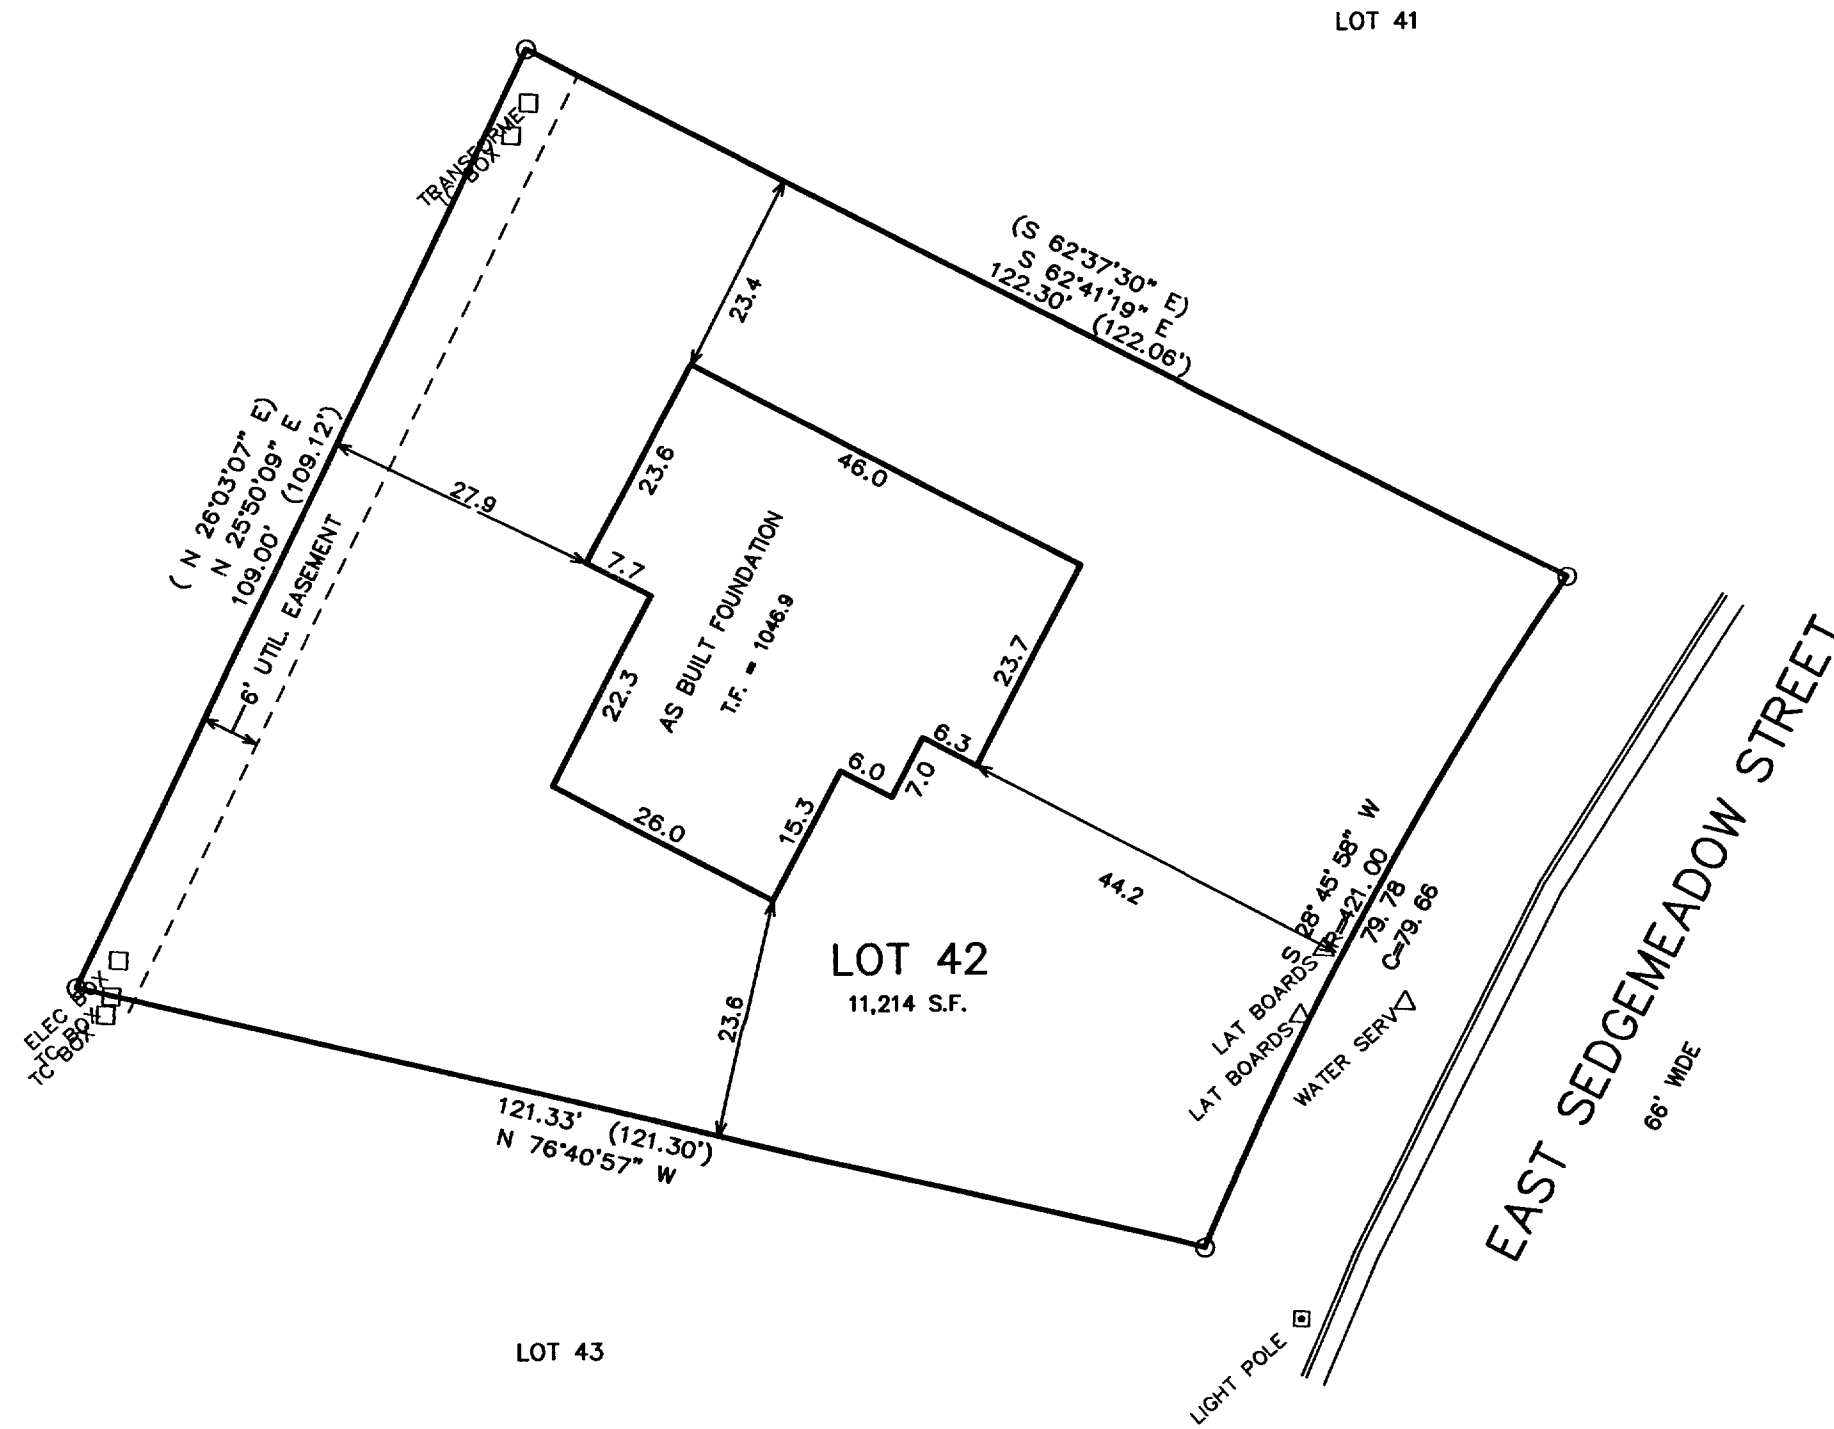 LOT 41
TRANSFORME
TC BOX
(S 62°37'30" E)
S 62°41'19" E
122.30' (122.06')
23.4
( N 26°03'07" E)
N 25°50'09" E
109.00' (109.12')
27.9
23.6
46.0
7.7
6' UTIL. EASEMENT
AS BUILT FOUNDATION
T.F. = 1046.9
22.3
23.7
6.3
7.0
6.0
15.3
26.0
44.2
S 28° 45' 58" W
R=421.00
79.78
C=79.66
LOT 42
11,214 S.F.
23.6
LAT BOARDS
LAT BOARDS
WATER SERV
ELEC BOX
TC BOX
TC BOX
121.33' (121.30')
N 76°40'57" W
EAST SEDGEMEADOW STREET
66' WIDE
LOT 43
LIGHT POLE